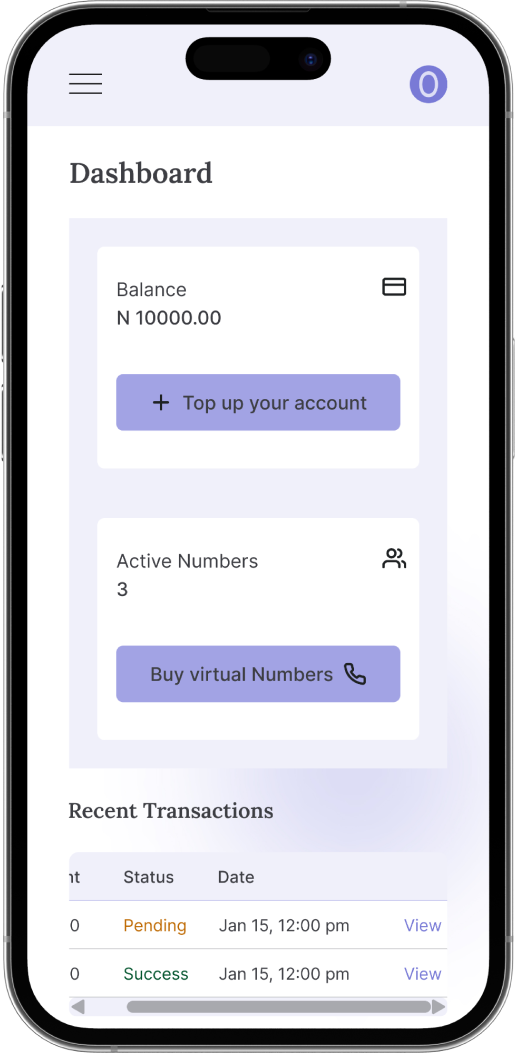 O
Dashboard
Balance
N 10000.00
+ Top up your account
Active Numbers
3
Buy virtual Numbers
Recent Transactions
nt Status Date
0 Pending Jan 15, 12:00 pm View
0 Success Jan 15, 12:00 pm View